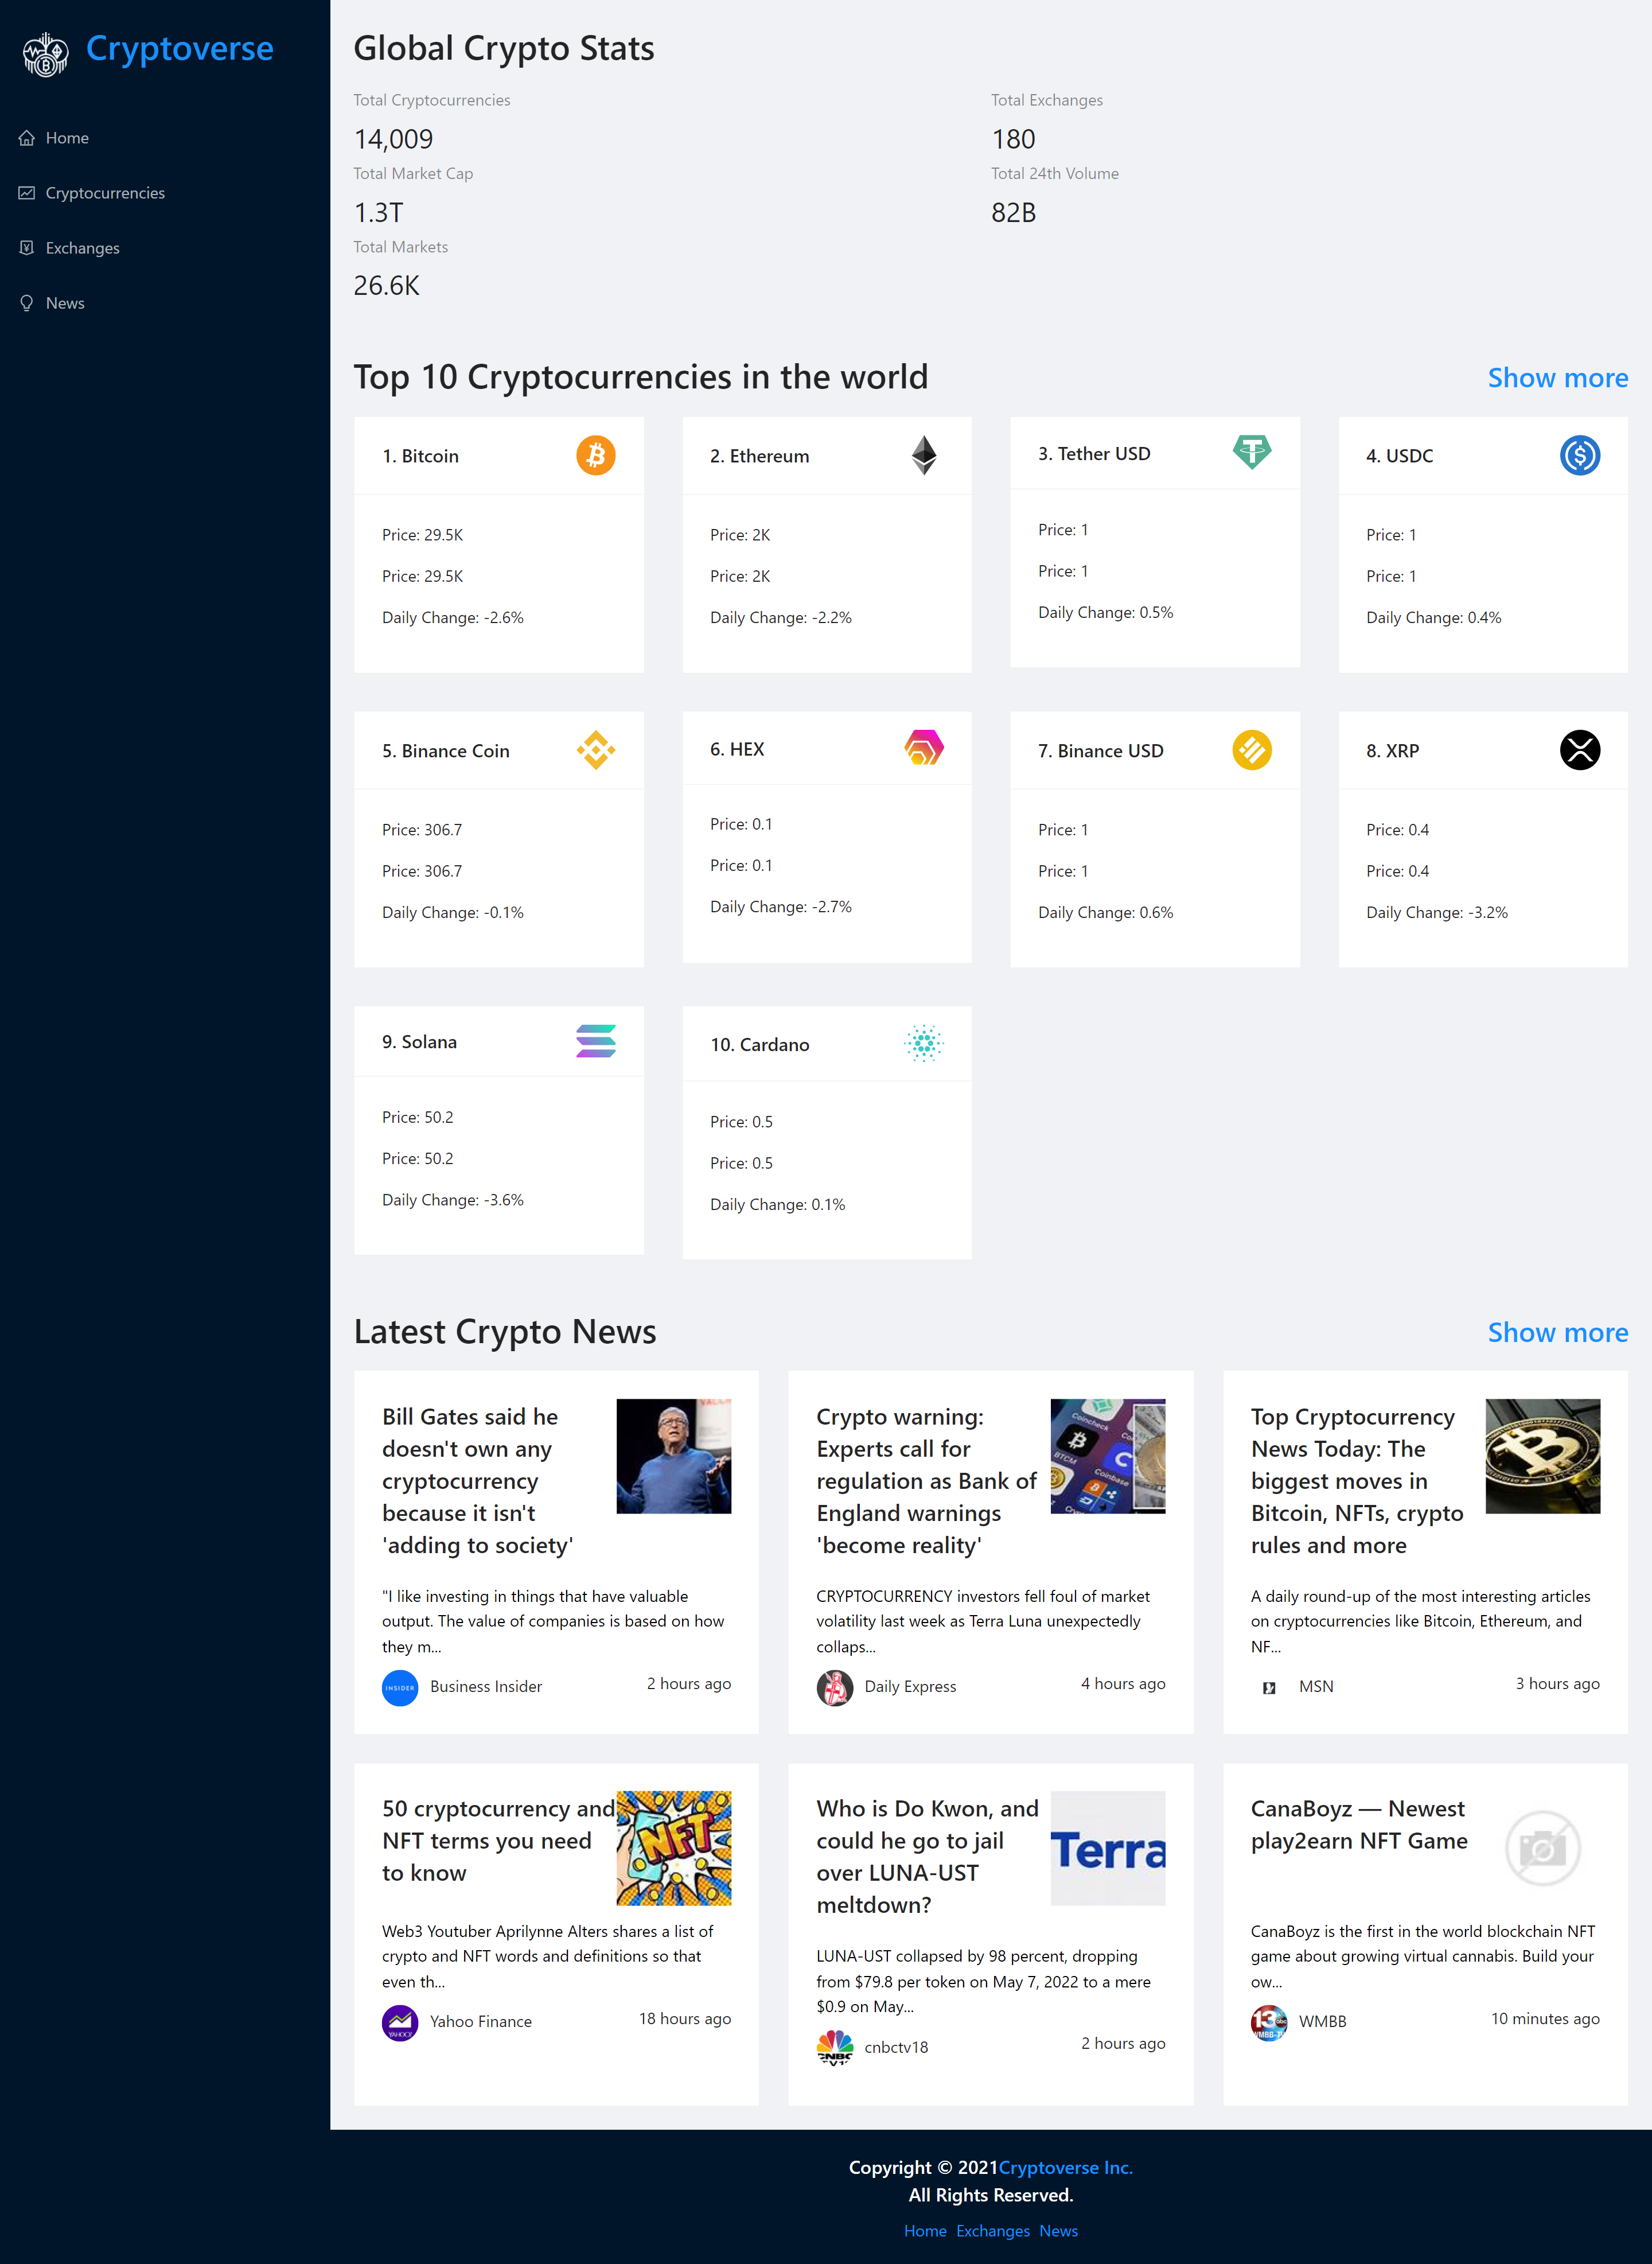 Cryptoverse
Home
Cryptocurrencies
Exchanges
News
Global Crypto Stats
Total Cryptocurrencies
14,009
Total Exchanges
180
Total Market Cap
1.3T
Total 24th Volume
82B
Total Markets
26.6K
Top 10 Cryptocurrencies in the world
Show more
1. Bitcoin
Price: 29.5K
Price: 29.5K
Daily Change: -2.6%
2. Ethereum
Price: 2K
Price: 2K
Daily Change: -2.2%
3. Tether USD
Price: 1
Price: 1
Daily Change: 0.5%
4. USDC
Price: 1
Price: 1
Daily Change: 0.4%
5. Binance Coin
Price: 306.7
Price: 306.7
Daily Change: -0.1%
6. HEX
Price: 0.1
Price: 0.1
Daily Change: -2.7%
7. Binance USD
Price: 1
Price: 1
Daily Change: 0.6%
8. XRP
Price: 0.4
Price: 0.4
Daily Change: -3.2%
9. Solana
Price: 50.2
Price: 50.2
Daily Change: -3.6%
10. Cardano
Price: 0.5
Price: 0.5
Daily Change: 0.1%
Latest Crypto News
Show more
Bill Gates said he
doesn't own any
cryptocurrency
because it isn't
'adding to society'
"I like investing in things that have valuable
output. The value of companies is based on how
they m...
INSIDER
Business Insider
2 hours ago
Crypto warning:
Experts call for
regulation as Bank of
England warnings
'become reality'
Coincheck
BTCM
Coinbase
CRYPTOCURRENCY investors fell foul of market
volatility last week as Terra Luna unexpectedly
collaps...
Daily Express
4 hours ago
Top Cryptocurrency
News Today: The
biggest moves in
Bitcoin, NFTs, crypto
rules and more
A daily round-up of the most interesting articles
on cryptocurrencies like Bitcoin, Ethereum, and
NF...
MSN
3 hours ago
50 cryptocurrency and
NFT terms you need
to know
NFT
Web3 Youtuber Aprilynne Alters shares a list of
crypto and NFT words and definitions so that
even th...
YAHOO!
Yahoo Finance
18 hours ago
Who is Do Kwon, and
could he go to jail
over LUNA-UST
meltdown?
Terra
LUNA-UST collapsed by 98 percent, dropping
from $79.8 per token on May 7, 2022 to a mere
$0.9 on May...
cnbctv18
2 hours ago
CanaBoyz — Newest
play2earn NFT Game
CanaBoyz is the first in the world blockchain NFT
game about growing virtual cannabis. Build your
ow...
13 abc
WMBB
10 minutes ago
Copyright © 2021Cryptoverse Inc.
All Rights Reserved.
Home Exchanges News